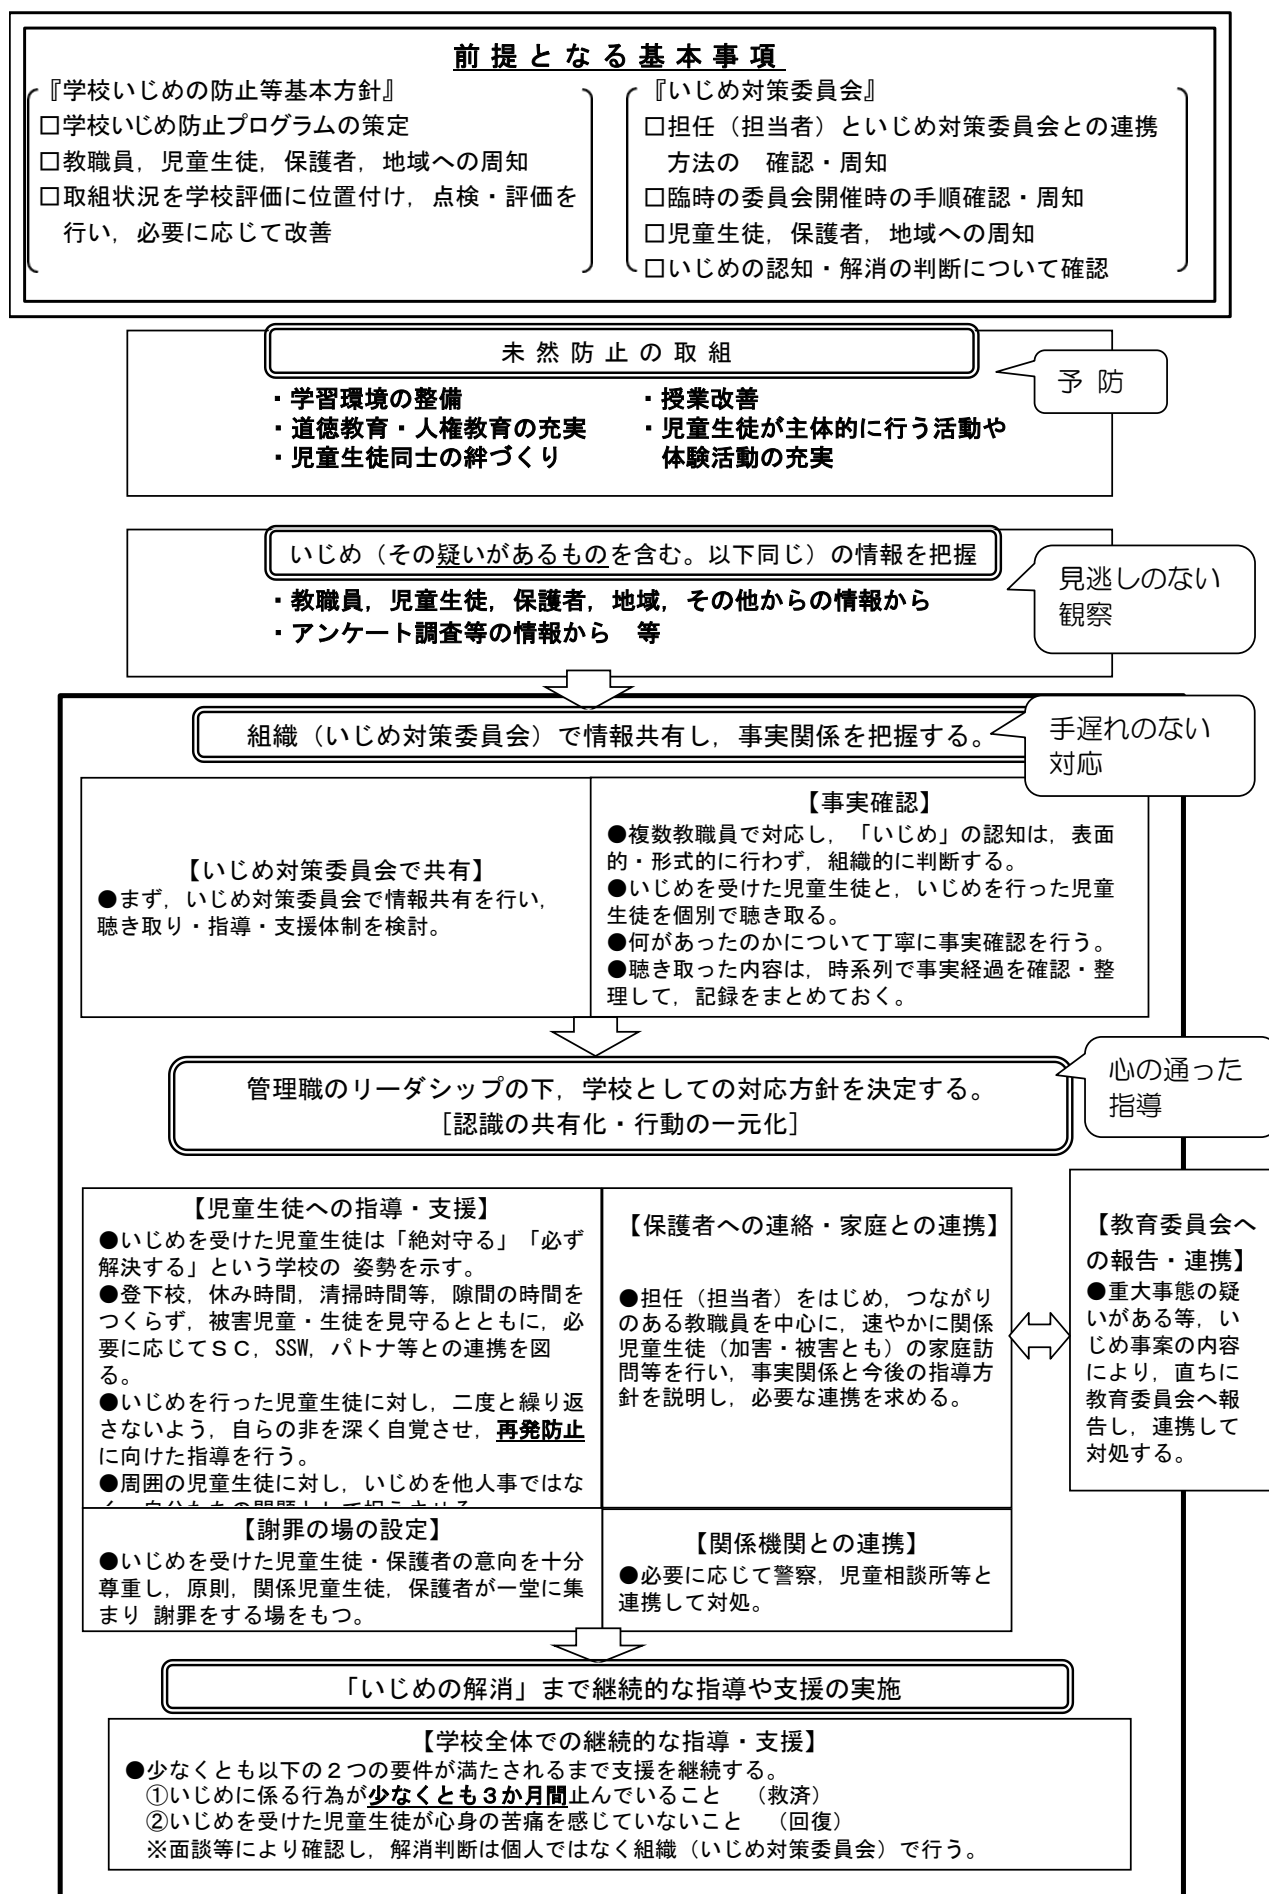 前提となる基本事項
『学校いじめの防止等基本方針』
□学校いじめ防止プログラムの策定
□教職員，児童生徒，保護者，地域への周知
□取組状況を学校評価に位置付け，点検・評価を
行い，必要に応じて改善
『いじめ対策委員会』
□担任（担当者）といじめ対策委員会との連携
方法の　確認・周知
□臨時の委員会開催時の手順確認・周知
□児童生徒，保護者，地域への周知
□いじめの認知・解消の判断について確認
未然防止の取組
予防
・学習環境の整備
・道徳教育・人権教育の充実
・児童生徒同士の絆づくり
・授業改善
・児童生徒が主体的に行う活動や
体験活動の充実
いじめ（その疑いがあるものを含む。以下同じ）の情報を把握
見逃しのない
観察
・教職員，児童生徒，保護者，地域，その他からの情報から
・アンケート調査等の情報から　等
組織（いじめ対策委員会）で情報共有し，事実関係を把握する。
手遅れのない
対応
【いじめ対策委員会で共有】
●まず，いじめ対策委員会で情報共有を行い，
聴き取り・指導・支援体制を検討。
【事実確認】
●複数教職員で対応し，「いじめ」の認知は，表面
的・形式的に行わず，組織的に判断する。
●いじめを受けた児童生徒と，いじめを行った児童
生徒を個別で聴き取る。
●何があったのかについて丁寧に事実確認を行う。
●聴き取った内容は，時系列で事実経過を確認・整
理して，記録をまとめておく。
管理職のリーダシップの下，学校としての対応方針を決定する。
［認識の共有化・行動の一元化］
心の通った
指導
【児童生徒への指導・支援】
●いじめを受けた児童生徒は「絶対守る」「必ず
解決する」という学校の 姿勢を示す。
●登下校，休み時間，清掃時間等，隙間の時間を
つくらず，被害児童・生徒を見守るとともに，必
要に応じてＳＣ，SSW，パトナ等との連携を図
る。
●いじめを行った児童生徒に対し，二度と繰り返
さないよう，自らの非を深く自覚させ，再発防止
に向けた指導を行う。
●周囲の児童生徒に対し，いじめを他人事ではな
【保護者への連絡・家庭との連携】
●担任（担当者）をはじめ，つながり
のある教職員を中心に，速やかに関係
児童生徒（加害・被害とも）の家庭訪
問等を行い，事実関係と今後の指導方
針を説明し，必要な連携を求める。
【教育委員会へ
の報告・連携】
●重大事態の疑
いがある等，い
じめ事案の内容
により，直ちに
教育委員会へ報
告し，連携して
対処する。
【謝罪の場の設定】
●いじめを受けた児童生徒・保護者の意向を十分
尊重し，原則，関係児童生徒，保護者が一堂に集
まり 謝罪をする場をもつ。
【関係機関との連携】
●必要に応じて警察，児童相談所等と
連携して対処。
「いじめの解消」まで継続的な指導や支援の実施
【学校全体での継続的な指導・支援】
●少なくとも以下の２つの要件が満たされるまで支援を継続する。
①いじめに係る行為が少なくとも３か月間止んでいること　（救済）
②いじめを受けた児童生徒が心身の苦痛を感じていないこと　（回復）
※面談等により確認し，解消判断は個人ではなく組織（いじめ対策委員会）で行う。